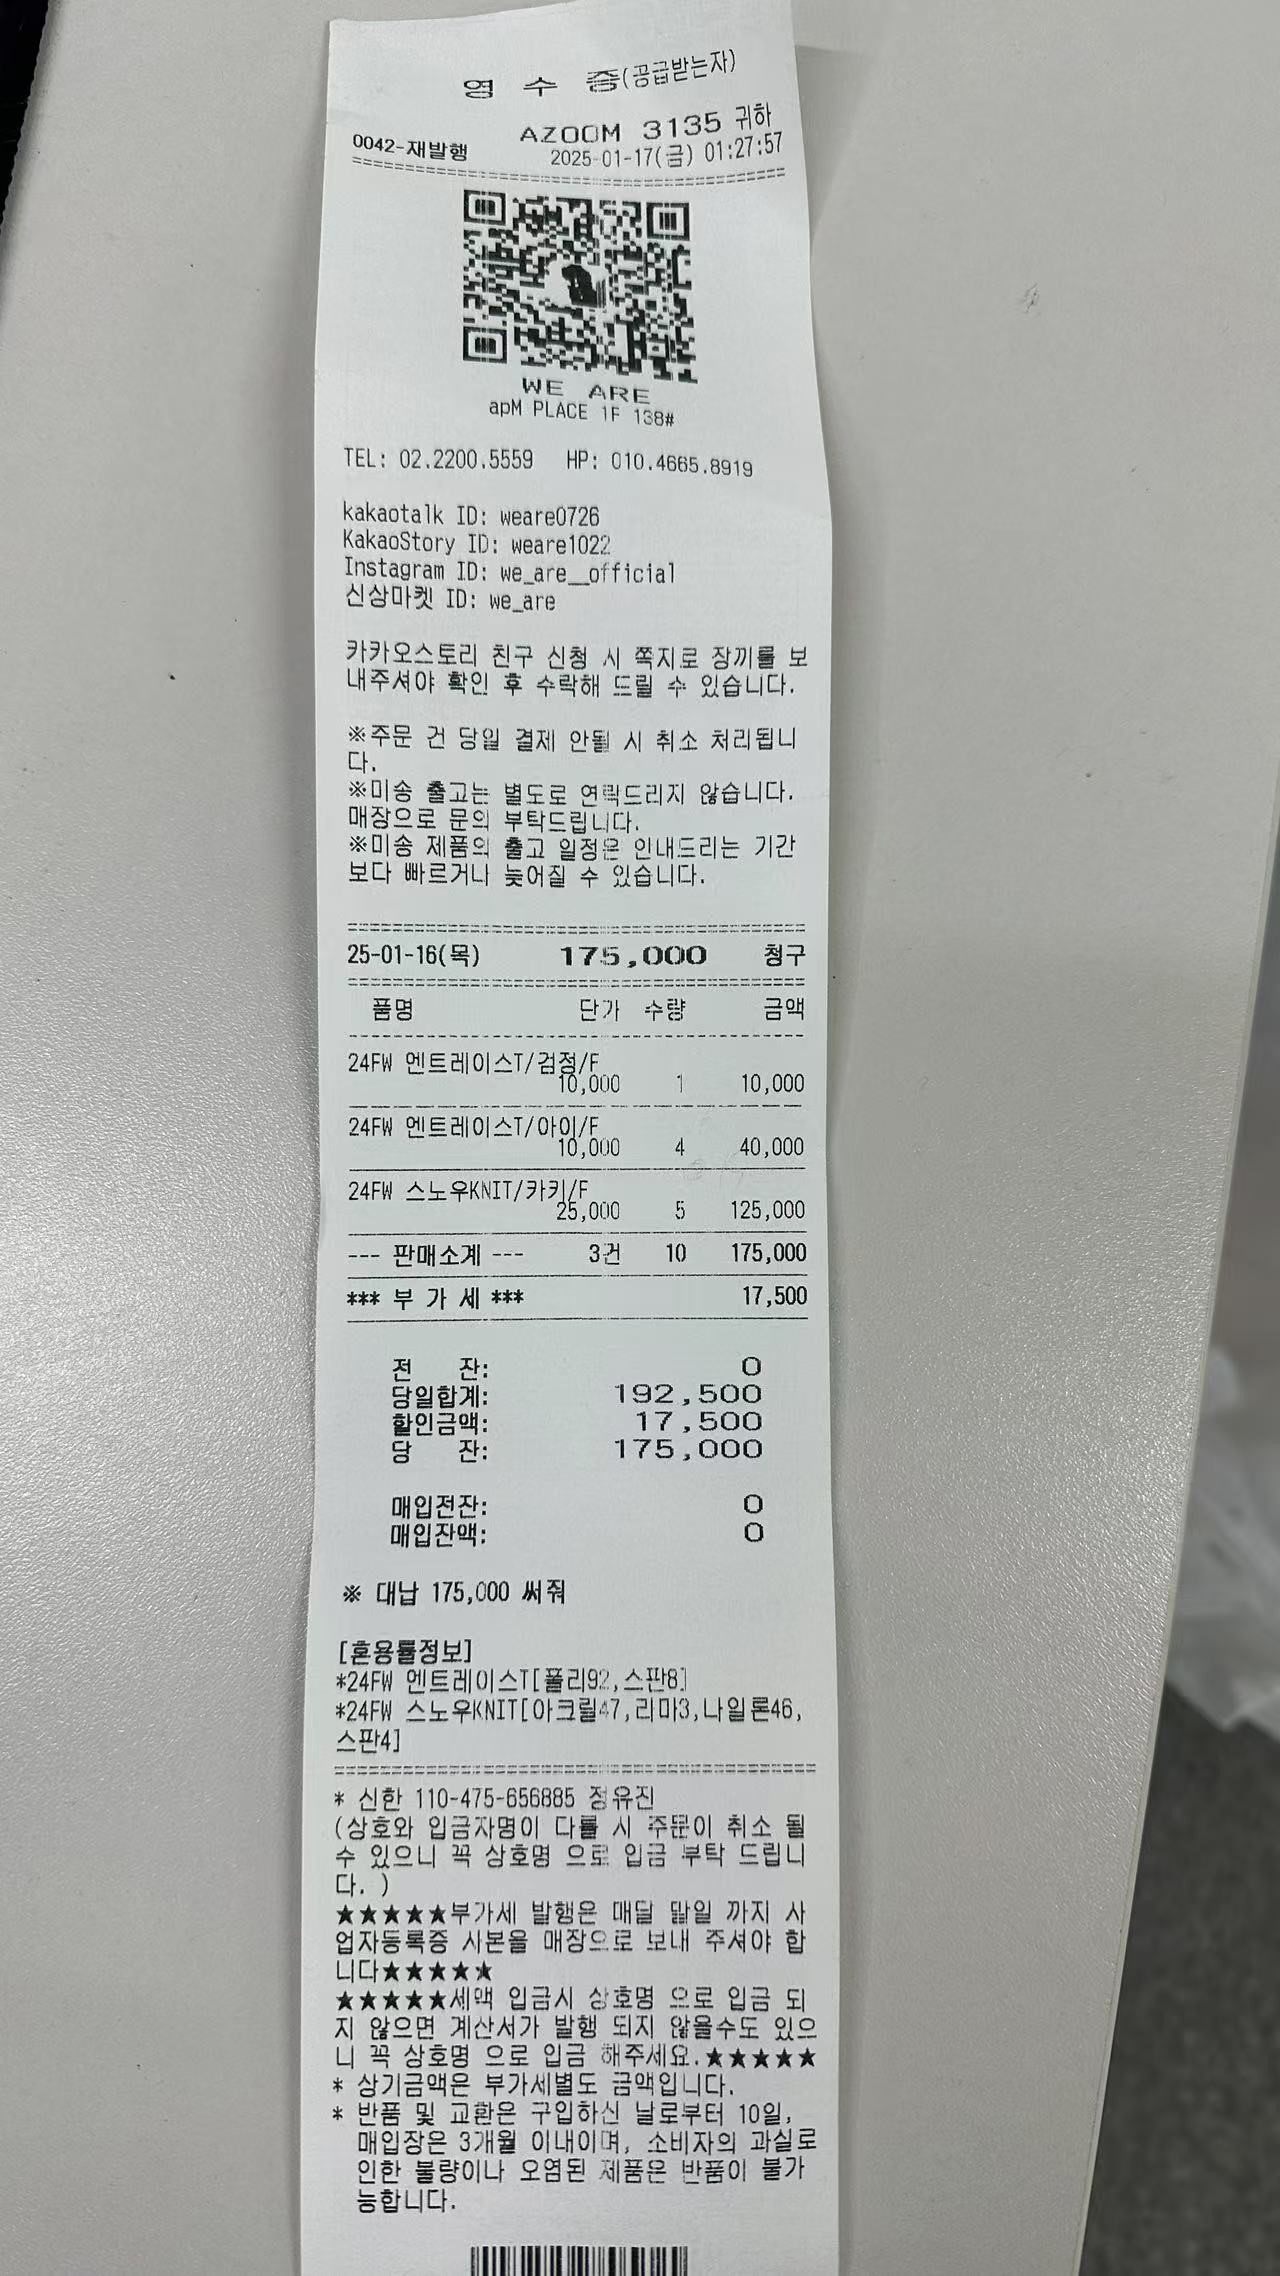 영 수 증(공급받는자)
AZOOM 3135 귀하
0042-재발행 2025-01-17(금) 01:27:57
WE ARE
apM PLACE 1F 138#
TEL: 02.2200.5559 HP: 010.4665.8919
kakaotalk ID: weare0726
KakaoStory ID: weare1022
Instagram ID: we_are__official
신상마켓 ID: we_are
카카오스토리 친구 신청 시 쪽지로 장끼를 보
내주셔야 확인 후 수락해 드릴 수 있습니다.
※주문 건 당일 결제 안될 시 취소 처리됩니
다.
※미송 출고는 별도로 연락드리지 않습니다.
매장으로 문의 부탁드립니다.
※미송 제품의 출고 일정은 안내드리는 기간
보다 빠르거나 늦어질 수 있습니다.
25-01-16(목) 175,000 청구
품명 단가 수량 금액
24FW 엔트레이스T/검정/F
10,000 1 10,000
24FW 엔트레이스T/아이/F
10,000 4 40,000
24FW 스노우KNIT/카키/F
25,000 5 125,000
--- 판매소계 --- 3건 10 175,000
*** 부 가 세 *** 17,500
전 잔: 0
당일합계: 192,500
할인금액: 17,500
당 잔: 175,000
매입전잔: 0
매입잔액: 0
※ 대납 175,000 써줘
[혼용률정보]
*24FW 엔트레이스T[폴리92,스판8]
*24FW 스노우KNIT[아크릴47,리마3,나일론46,
스판4]
* 신한 110-475-656885 정유진
(상호와 입금자명이 다를 시 주문이 취소 될
수 있으니 꼭 상호명 으로 입금 부탁 드립니
다. )
★★★★★부가세 발행은 매달 말일 까지 사
업자등록증 사본을 매장으로 보내 주셔야 합
니다★★★★★
★★★★★세액 입금시 상호명 으로 입금 되
지 않으면 계산서가 발행 되지 않을수도 있으
니 꼭 상호명 으로 입금 해주세요.★★★★★
* 상기금액은 부가세별도 금액입니다.
* 반품 및 교환은 구입하신 날로부터 10일,
매입장은 3개월 이내이며, 소비자의 과실로
인한 불량이나 오염된 제품은 반품이 불가
능합니다.